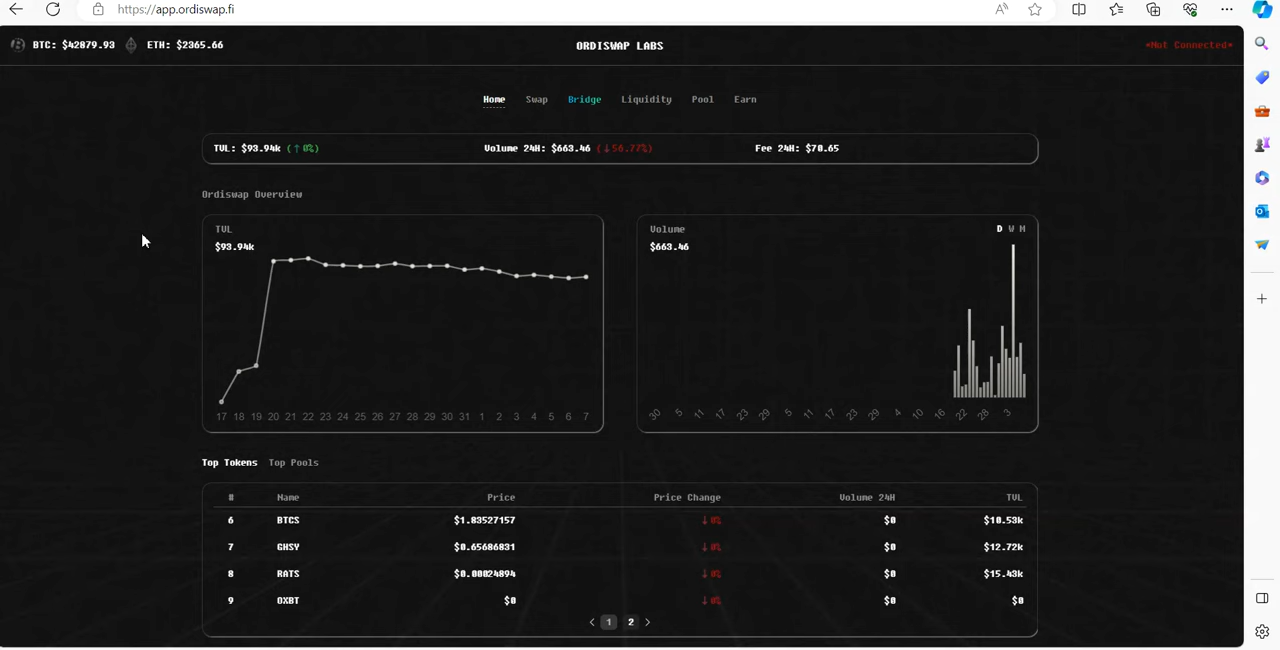 https://app.ordiswap.fi
BTC: $42879.93 ETH: $2365.66 ORDISWAP LABS *Not Connected*
Home Swap Bridge Liquidity Pool Earn
TVL: $93.94k (↑0%) Volume 24H: $663.46 (↓56.77%) Fee 24H: $70.65
Ordiswap Overview
TVL
$93.94k
17 18 19 20 21 22 23 24 25 26 27 28 29 30 31 1 2 3 4 5 6 7
Volume D W M
$663.46
30 5 11 17 23 29 5 11 17 23 29 4 10 16 22 28 3
Top Tokens Top Pools
# Name Price Price Change Volume 24H TVL
6 BTCS $1.83527157 ↓0% $0 $10.53k
7 GHSY $0.65686831 ↓0% $0 $12.72k
8 RATS $0.00024894 ↓0% $0 $15.43k
9 OXBT $0 ↓0% $0 $0
< 1 2 >